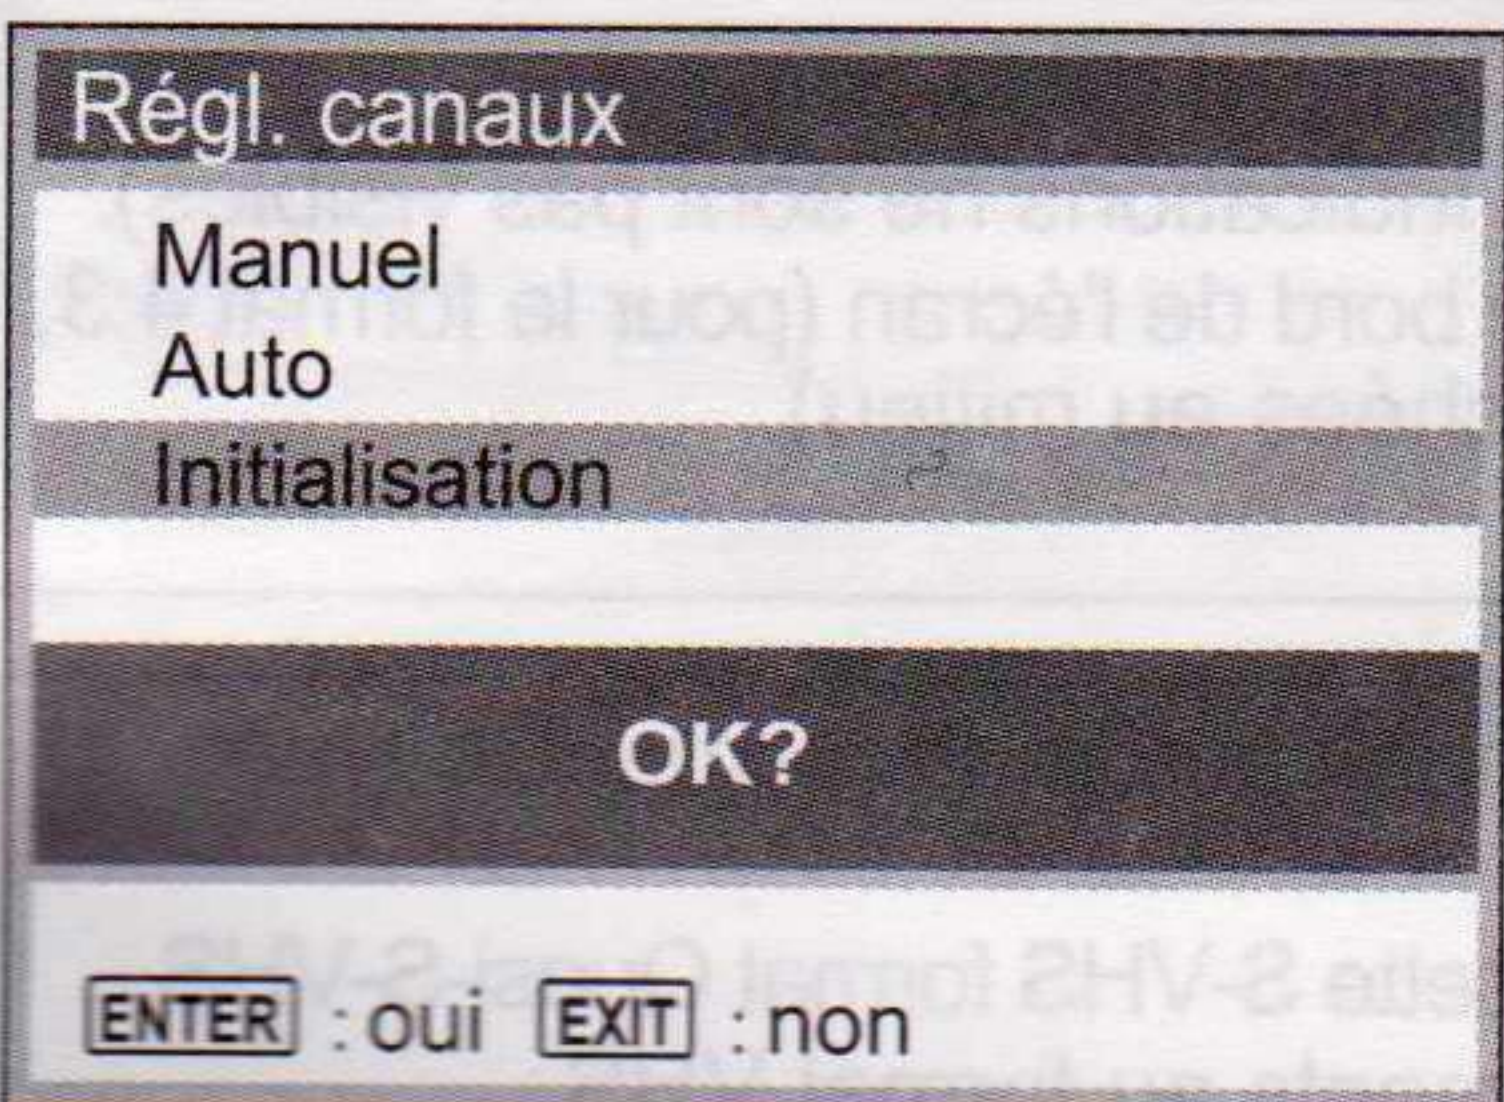 Régl. canaux
Manuel
Auto
Initialisation
OK?
ENTER : oui EXIT : non